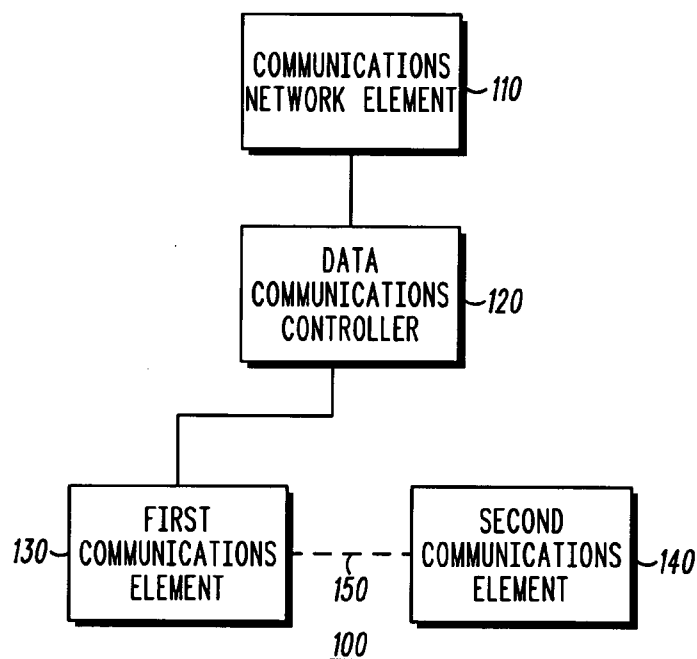 COMMUNICATIONS
NETWORK ELEMENT
110
DATA
COMMUNICATIONS
CONTROLLER
120
FIRST
COMMUNICATIONS
ELEMENT
130
150
SECOND
COMMUNICATIONS
ELEMENT
140
100